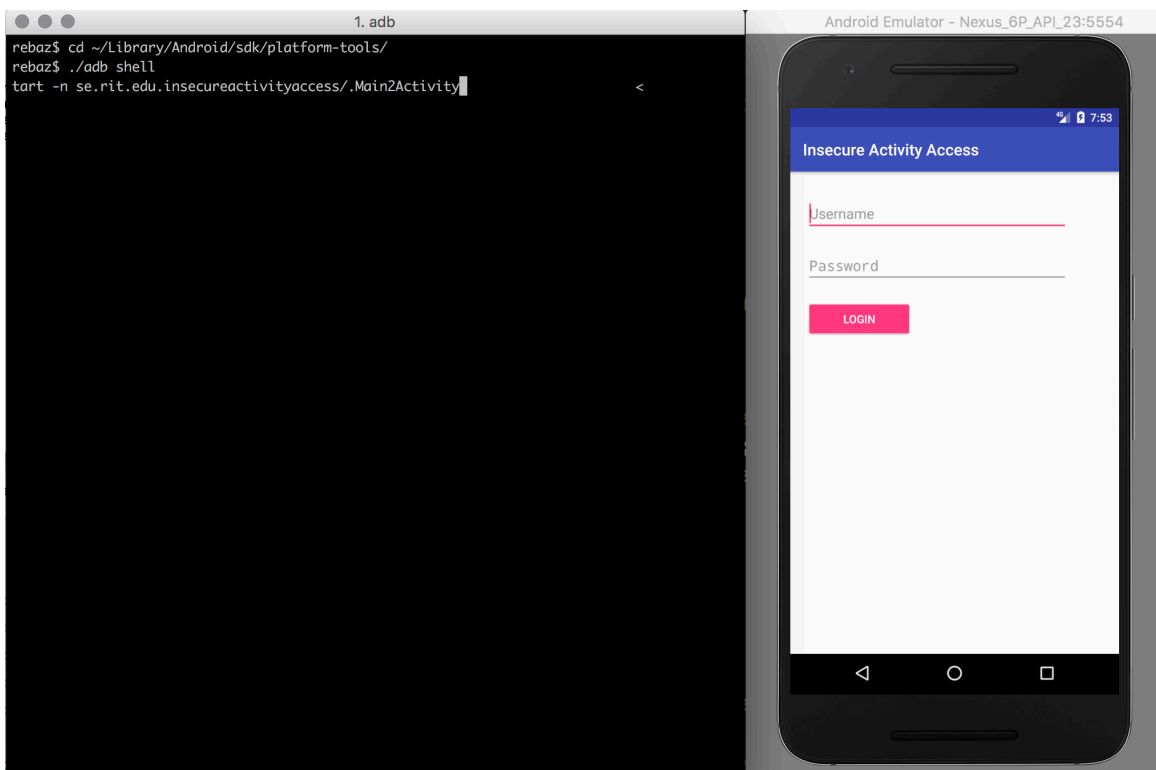 1. adb
rebaz$ cd ~/Library/Android/sdk/platform-tools/
rebaz$ ./adb shell
tart -n se.rit.edu.insecureactivityaccess/.Main2Activity <
Android Emulator - Nexus_6P_API_23:5554
4G 7:53
Insecure Activity Access
Username
Password
LOGIN